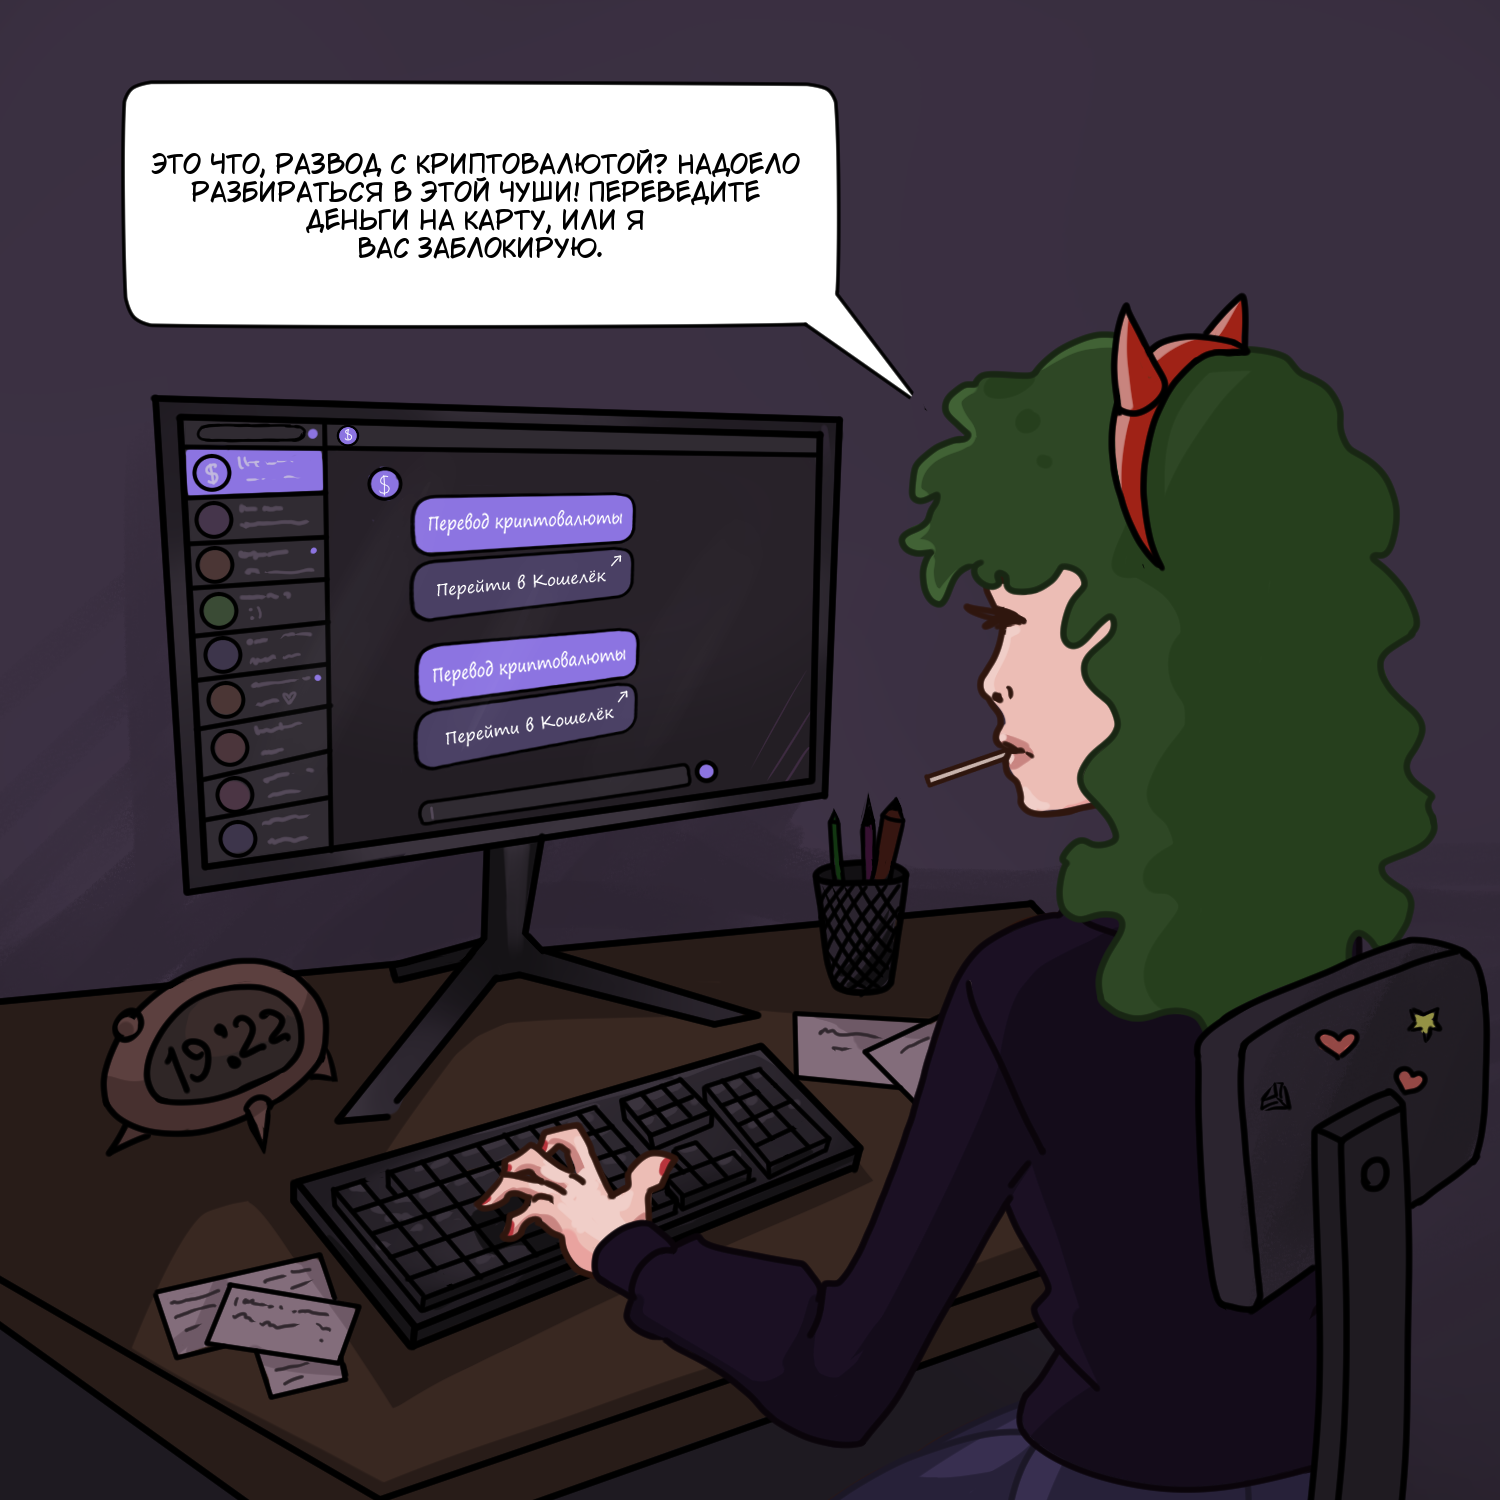 ЭТО ЧТО, РАЗВОД С КРИПТОВАЛЮТОЙ? НАДОЕЛО
РАЗБИРАТЬСЯ В ЭТОЙ ЧУШИ! ПЕРЕВЕДИТЕ
ДЕНЬГИ НА КАРТУ, ИЛИ Я
ВАС ЗАБЛОКИРУЮ.
$
$
$
Перевод криптовалюты
Перейти в Кошелёк
:)
Перевод криптовалюты
Перейти в Кошелёк
19:22